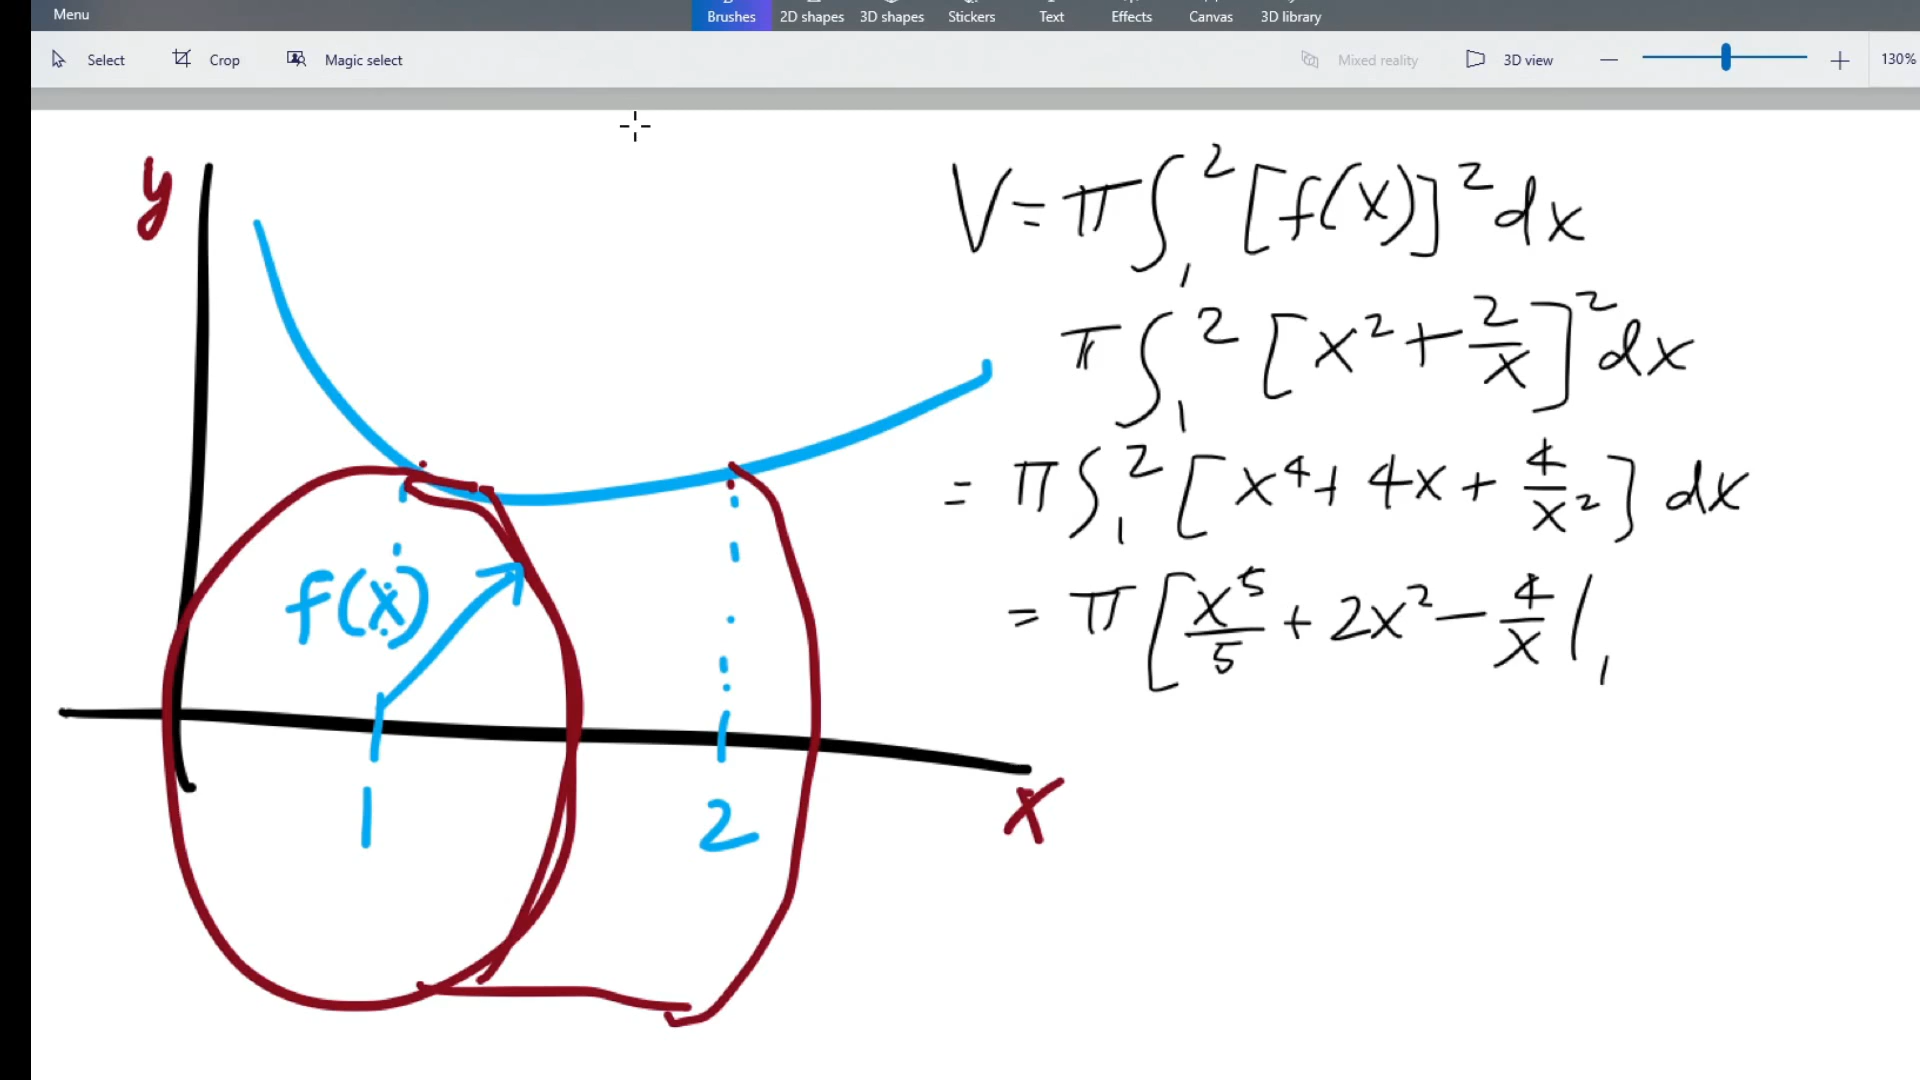 Menu
Brushes 2D shapes 3D shapes Stickers Text Effects Canvas 3D library
Select Crop Magic select Mixed reality 3D view 130%
y
V = π∫₁² [f(x)]² dx
π∫₁² [x² + 2/x]² dx
= π∫₁² [x⁴ + 4x + 4/x²] dx
f(x)
= π[x⁵/5 + 2x² − 4/x |₁
1 2 x